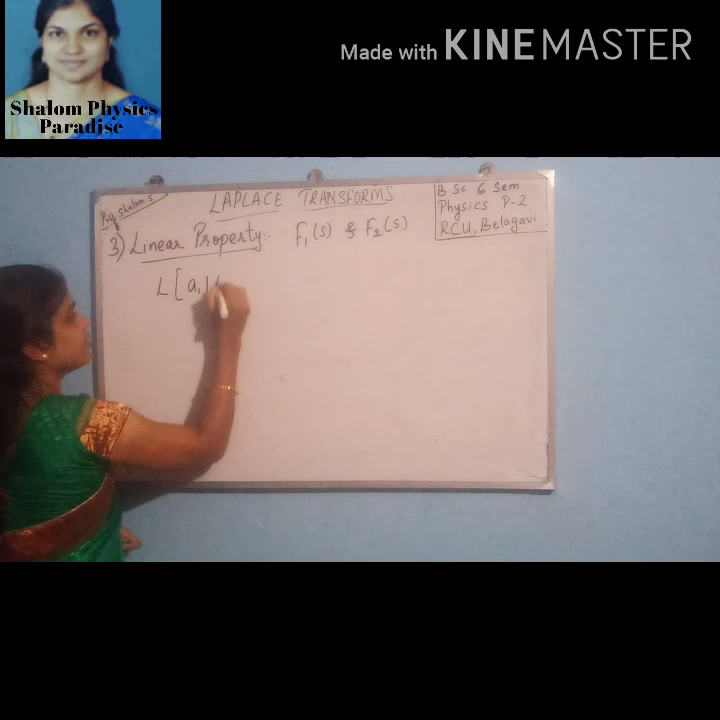 Made with KINEMASTER
Shalom Physics
Paradise
Shalom.S
LAPLACE TRANSFORMS
B.Sc 6 Sem
Physics P-2
RCU, Belagavi
3) Linear Property:- F₁(s) & F₂(s)
L [ a₁